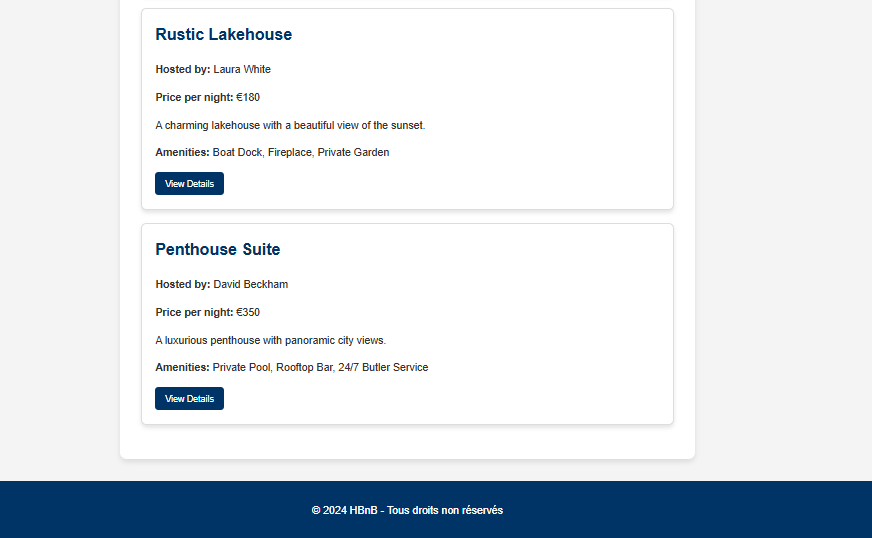 Rustic Lakehouse
Hosted by: Laura White
Price per night: €180
A charming lakehouse with a beautiful view of the sunset.
Amenities: Boat Dock, Fireplace, Private Garden
View Details
Penthouse Suite
Hosted by: David Beckham
Price per night: €350
A luxurious penthouse with panoramic city views.
Amenities: Private Pool, Rooftop Bar, 24/7 Butler Service
View Details
© 2024 HBnB - Tous droits non réservés